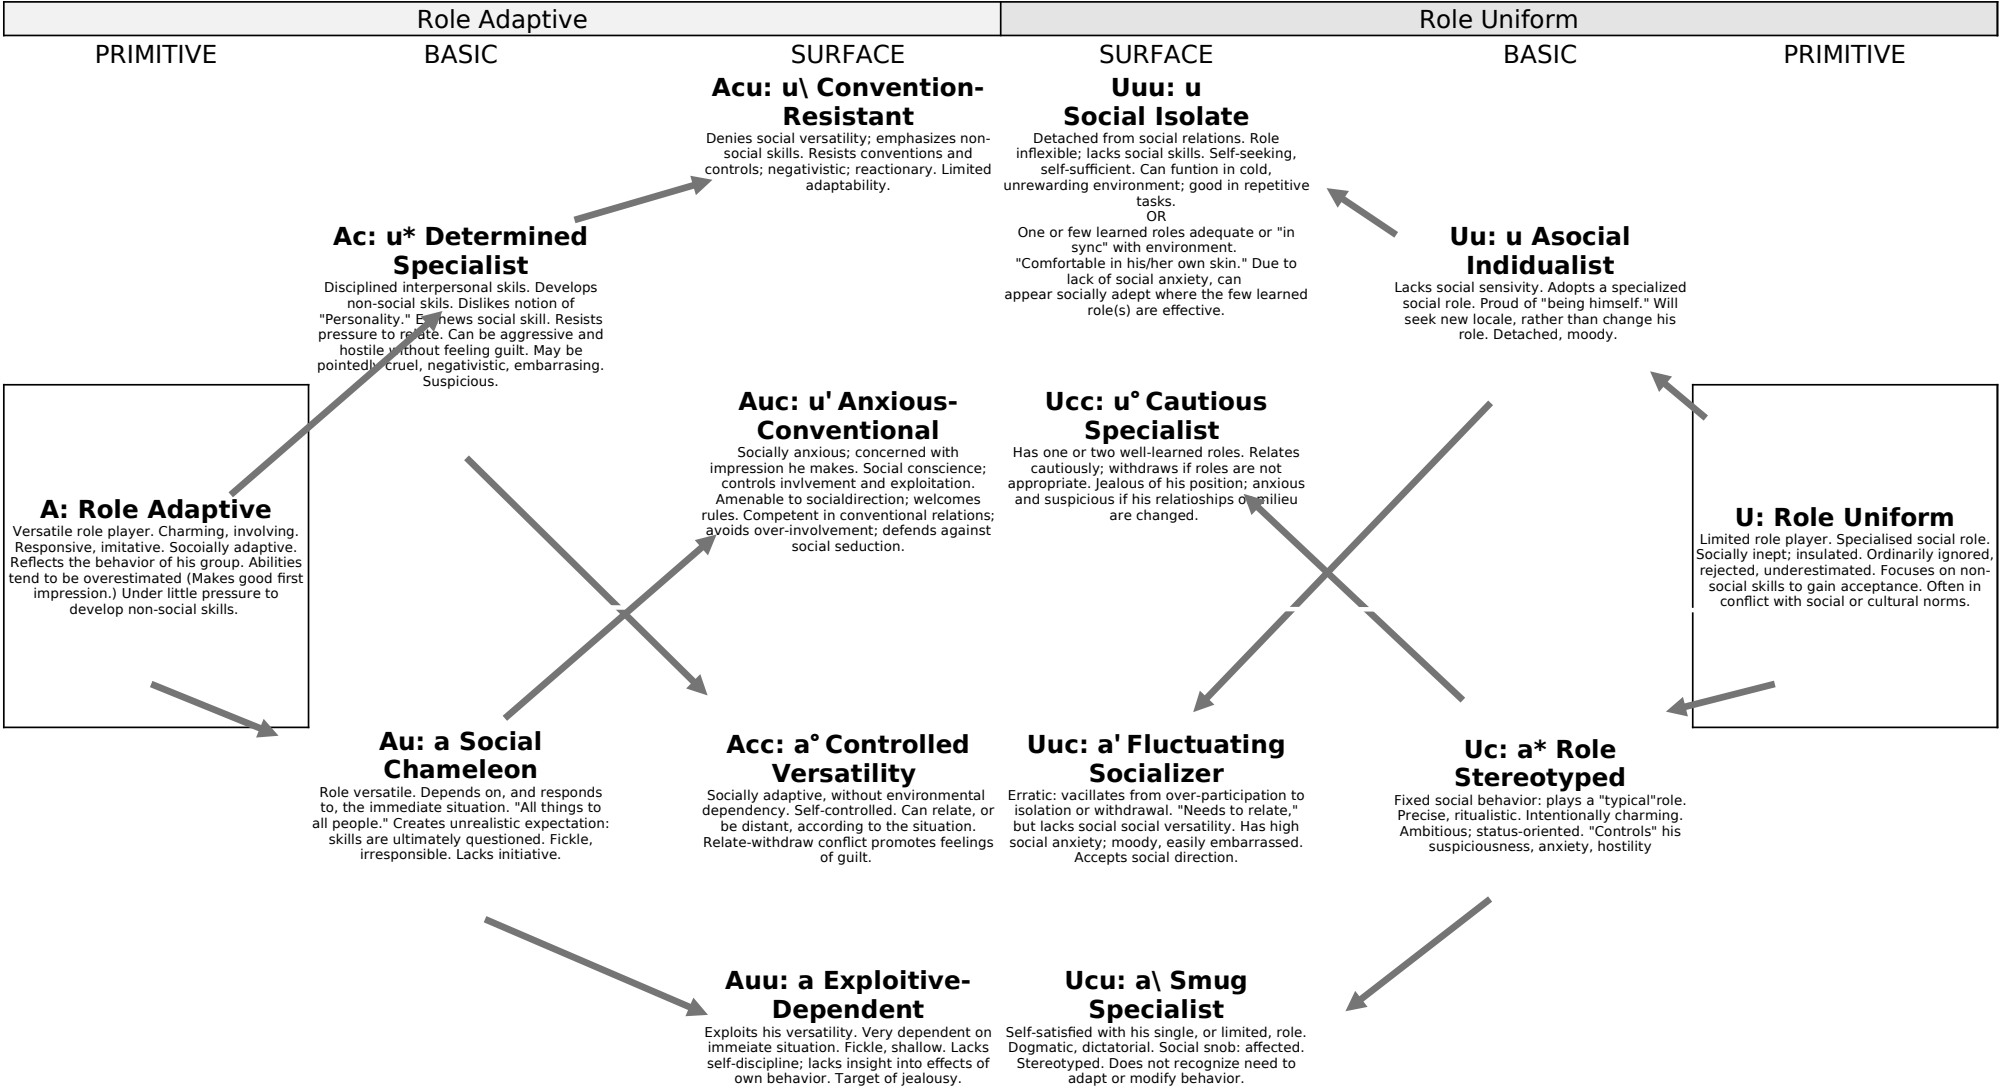 Role Adaptive
Role Uniform
PRIMITIVE
BASIC
SURFACE
SURFACE
BASIC
PRIMITIVE
Acu: u\ Convention-
Resistant
Denies social versatility; emphasizes non-
social skills. Resists conventions and
controls; negativistic; reactionary. Limited
adaptability.
Uuu: u
Social Isolate
Detached from social relations. Role
inflexible; lacks social skills. Self-seeking,
self-sufficient. Can funtion in cold,
unrewarding environment; good in repetitive
tasks.
OR
One or few learned roles adequate or "in
sync" with environment.
"Comfortable in his/her own skin." Due to
lack of social anxiety, can
appear socially adept where the few learned
role(s) are effective.
Ac: u* Determined
Specialist
Disciplined interpersonal skils. Develops
non-social skils. Dislikes notion of
"Personality." social skill. Resists
pressure to relate. Can be aggressive and
hostile without feeling guilt. May be
pointedly cruel, negativistic, embarrasing.
Suspicious.
Uu: u Asocial
Indidualist
Lacks social sensivity. Adopts a specialized
social role. Proud of "being himself." Will
seek new locale, rather than change his
role. Detached, moody.
Auc: u' Anxious-
Conventional
Socially anxious; concerned with
impression he makes. Social conscience;
controls invlvement and exploitation.
Amenable to socialdirection; welcomes
rules. Competent in conventional relations;
avoids over-involvement; defends against
social seduction.
Ucc: u° Cautious
Specialist
Has one or two well-learned roles. Relates
cautiously; withdraws if roles are not
appropriate. Jealous of his position; anxious
and suspicious if his relatioships or milieu
are changed.
A: Role Adaptive
Versatile role player. Charming, involving.
Responsive, imitative. Socoially adaptive.
Reflects the behavior of his group. Abilities
tend to be overestimated (Makes good first
impression.) Under little pressure to
develop non-social skills.
U: Role Uniform
Limited role player. Specialised social role.
Socially inept; insulated. Ordinarily ignored,
rejected, underestimated. Focuses on non-
social skills to gain acceptance. Often in
conflict with social or cultural norms.
Au: a Social
Chameleon
Role versatile. Depends on, and responds
to, the immediate situation. "All things to
all people." Creates unrealistic expectation:
skills are ultimately questioned. Fickle,
irresponsible. Lacks initiative.
Acc: a° Controlled
Versatility
Socially adaptive, without environmental
dependency. Self-controlled. Can relate, or
be distant, according to the situation.
Relate-withdraw conflict promotes feelings
of guilt.
Uuc: a' Fluctuating
Socializer
Erratic: vacillates from over-participation to
isolation or withdrawal. "Needs to relate,"
but lacks social social versatility. Has high
social anxiety; moody, easily embarrassed.
Accepts social direction.
Uc: a* Role
Stereotyped
Fixed social behavior: plays a "typical"role.
Precise, ritualistic. Intentionally charming.
Ambitious; status-oriented. "Controls" his
suspiciousness, anxiety, hostility
Auu: a Exploitive-
Dependent
Exploits his versatility. Very dependent on
immeiate situation. Fickle, shallow. Lacks
self-discipline; lacks insight into effects of
own behavior. Target of jealousy.
Ucu: a\ Smug
Specialist
Self-satisfied with his single, or limited, role.
Dogmatic, dictatorial. Social snob: affected.
Stereotyped. Does not recognize need to
adapt or modify behavior.